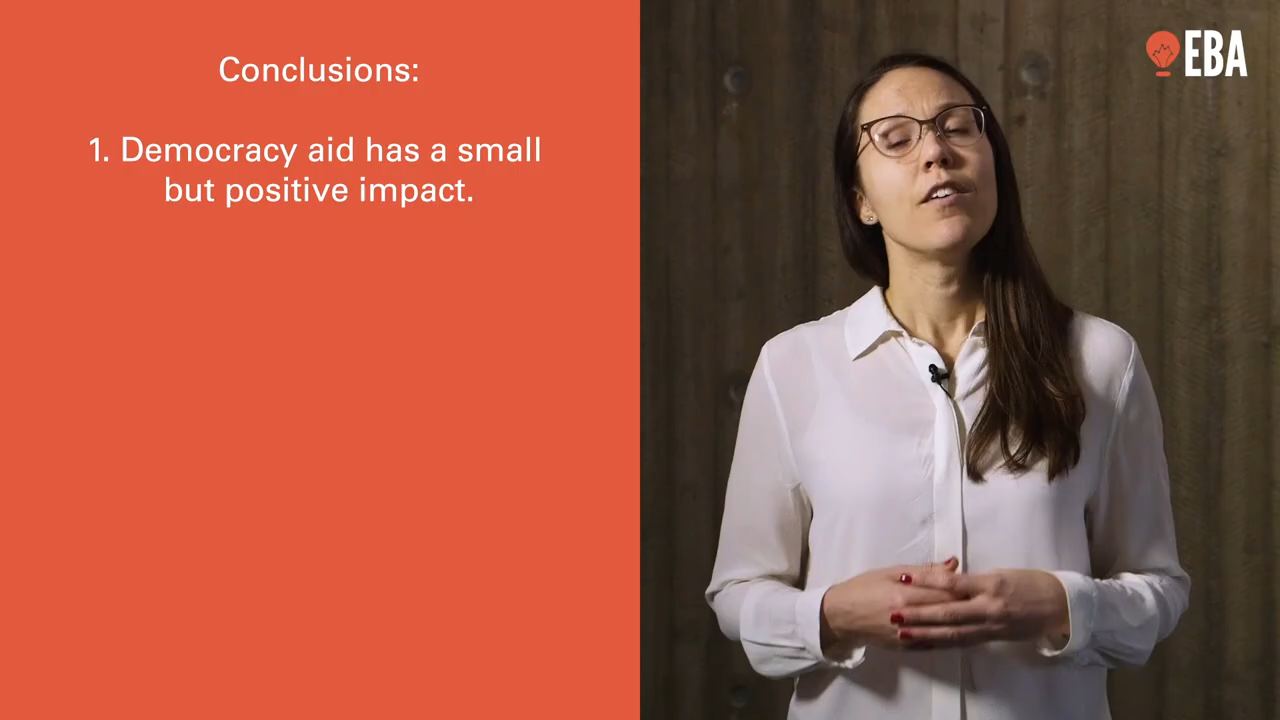 Conclusions:
1. Democracy aid has a small
but positive impact.
EBA